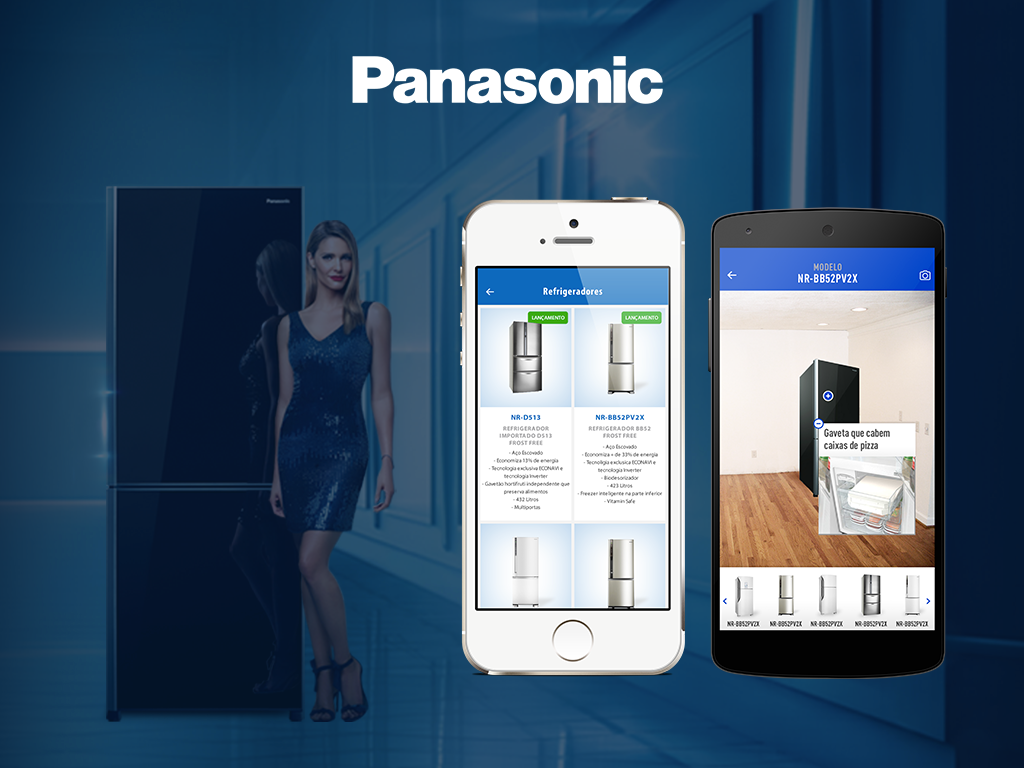 Panasonic
Panasonic
Refrigeradores
LANÇAMENTO
NR-D513
REFRIGERADOR
IMPORTADO D513
FROST FREE
- Aço Escovado
- Economiza 13% de energia
- Tecnologia exclusiva ECONAVI e
tecnologia Inverter
- Gavetão hortifruti independente que
preserva alimentos
- 432 Litros
- Multiportas
LANÇAMENTO
NR-BB52PV2X
REFRIGERADOR BB52
FROST FREE
- Aço Escovado
- Economiza + de 33% de energia
- Tecnologia exclusiva ECONAVI e
tecnologia Inverter
- Biodesorizador
- 423 Litros
- Freezer inteligente na parte inferior
- Vitamin Safe
MODELO
NR-BB52PV2X
Gaveta que cabem
caixas de pizza
NR-BB52PV2X NR-BB52PV2X NR-BB52PV2X NR-BB52PV2X NR-BB52PV2X